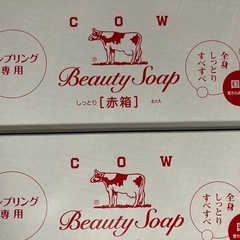 COW
ンプリング
専用
Beauty Soap
しっとり [赤箱]
全身
しっとり
すべすべ
国
COW
ンプリング
専用
Beauty Soap
全身
しっとり
すべすべ